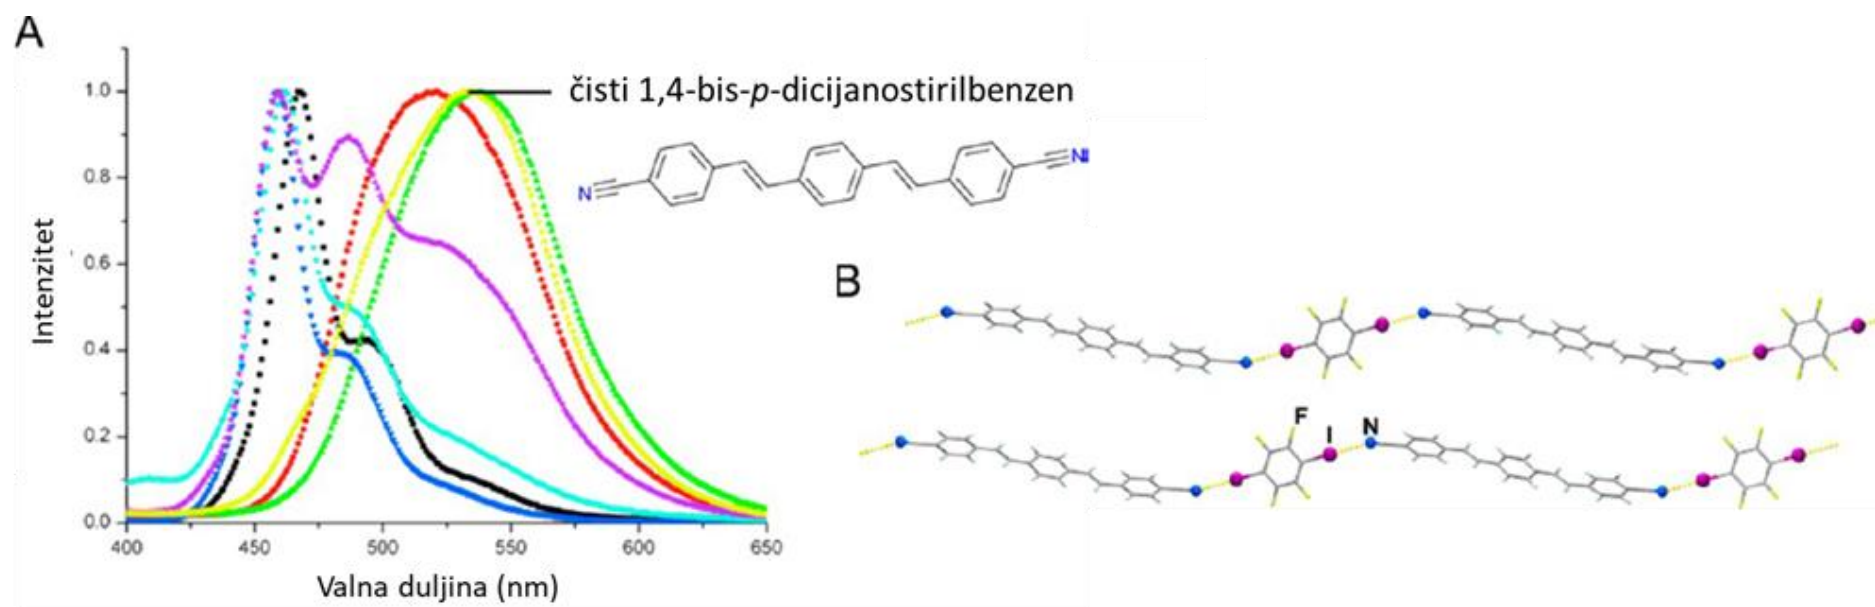 A
čisti 1,4-bis-p-dicijanostirilbenzen
1.0
0.8
0.6
0.4
0.2
0.0
Intenzitet
N
N
400 450 500 550 600 650
Valna duljina (nm)
B
F
I
N